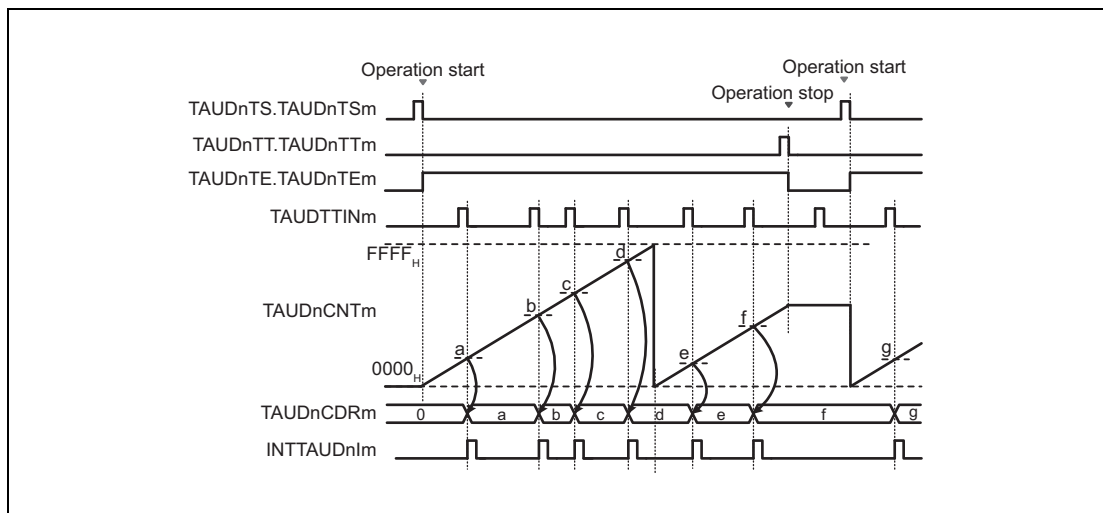 Operation start
Operation start
Operation stop
TAUDnTS.TAUDnTSm
TAUDnTT.TAUDnTTm
TAUDnTE.TAUDnTEm
TAUDTTINm
FFFFH
d
c
b
f
TAUDnCNTm
a
e
g
0000H
TAUDnCDRm 0 a b c d e f g
INTTAUDnIm